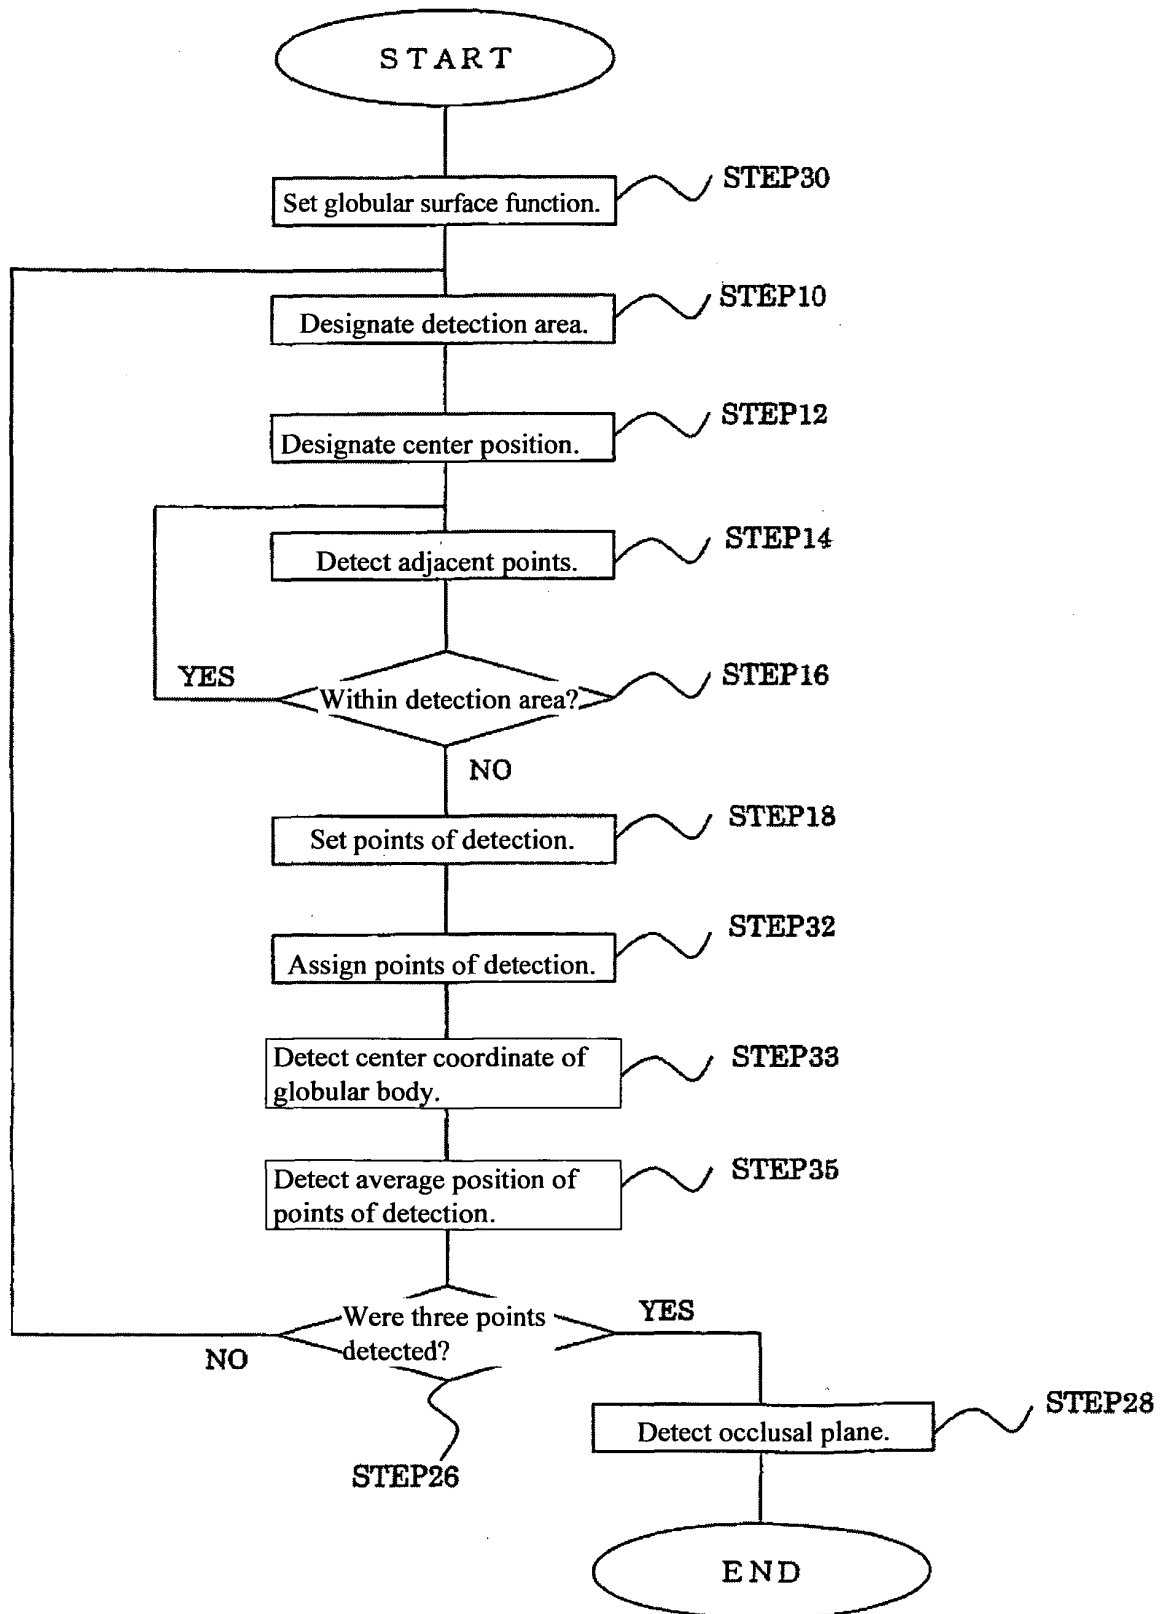 START
STEP30
Set globular surface function.
STEP10
Designate detection area.
STEP12
Designate center position.
STEP14
Detect adjacent points.
YES
STEP16
Within detection area?
NO
STEP18
Set points of detection.
STEP32
Assign points of detection.
STEP33
Detect center coordinate of
globular body.
STEP35
Detect average position of
points of detection.
Were three points
detected?
YES
NO
STEP26
STEP28
Detect occlusal plane.
END